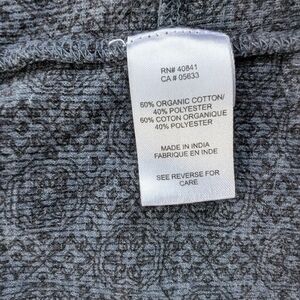 RN# 40841
CA # 05633
60% ORGANIC COTTON/
40% POLYESTER
60% COTON ORGANIQUE
40% POLYESTER
MADE IN INDIA
FABRIQUE EN INDE
SEE REVERSE FOR
CARE